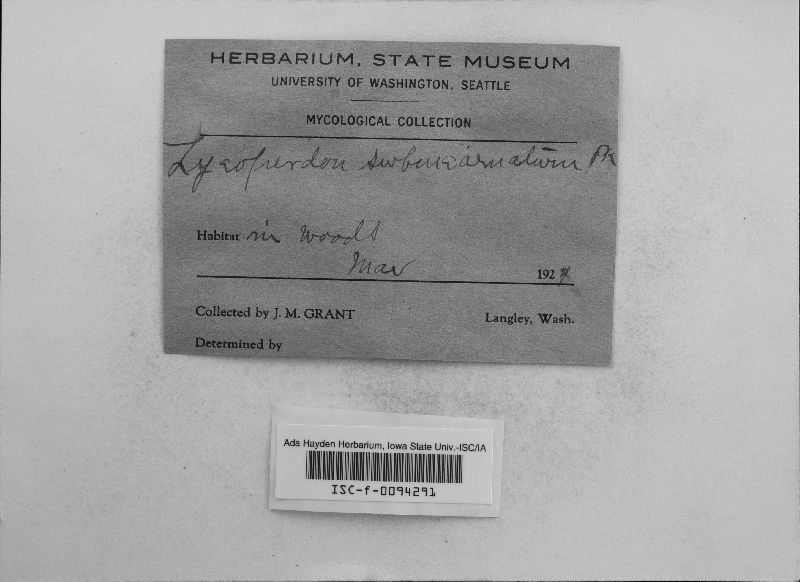 HERBARIUM, STATE MUSEUM
UNIVERSITY OF WASHINGTON, SEATTLE
MYCOLOGICAL COLLECTION
Lycoperdon subincarnatum Pk
Habitat in woods
Mar 192
Collected by J. M. GRANT Langley, Wash.
Determined by
Ada Hayden Herbarium, Iowa State Univ.-ISC/IA
ISC-f-0094291